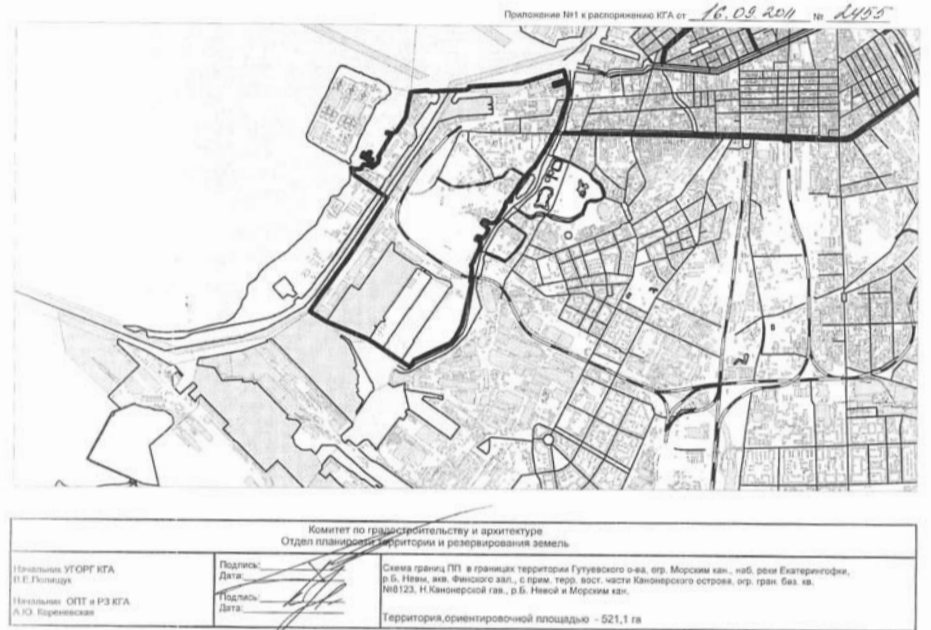 Приложение №1 к распоряжению КГА от 16.09.2011 № 2455
Комитет по градостроительству и архитектуре
Отдел планировки территории и резервирования земель
Начальник УГОРГ КГА
П.Е.Полищук
Начальник ОПТ и РЗ КГА
А.Ю. Кореневская
Подпись:
Дата:
Подпись:
Дата:
Схема границ ПП в границах территории Гутуевского о-ва, огр. Морским кан., наб. реки Екатерингофки,
р.Б. Невы, акв. Финского зал., с прим. терр. вост. части Канонерского острова, огр. гран. баз. кв.
№8123, Н.Канонерской гав., р.Б. Невой и Морским кан.
Территория,ориентировочной площадью - 521,1 га